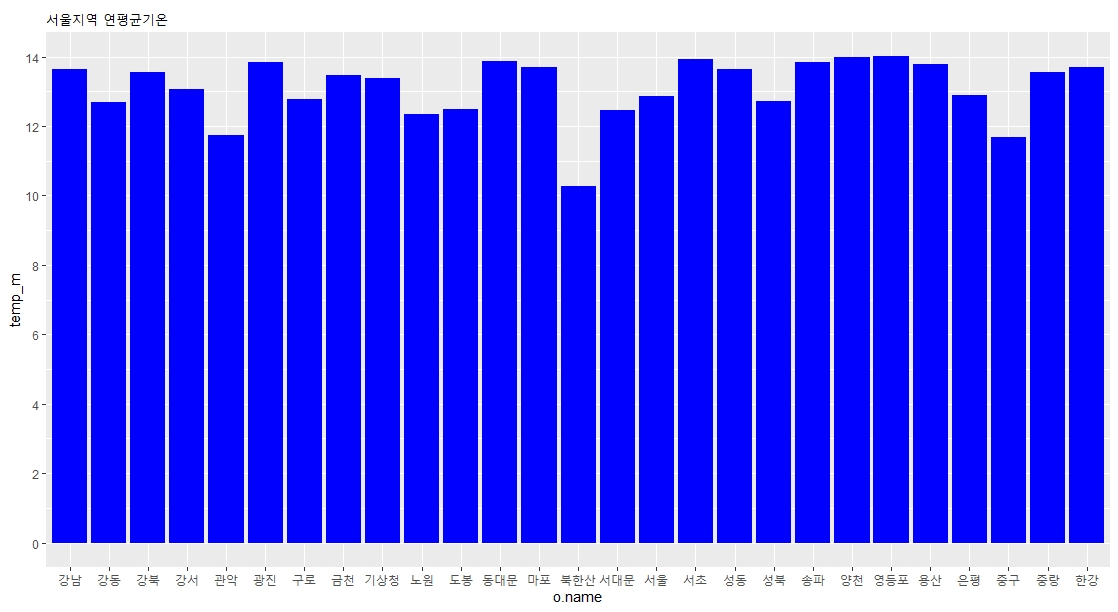 서울지역 연평균기온
14
12
10
8
6
4
2
0
temp_m
강남 강동 강북 강서 관악 광진 구로 금천 기상청 노원 도봉 동대문 마포 북한산 서대문 서울 서초 성동 성북 송파 양천 영등포 용산 은평 중구 중랑 한강
o.name